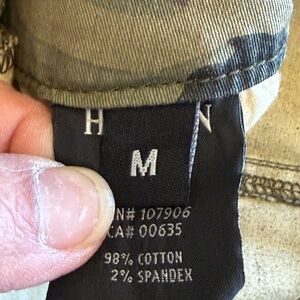 H N
M
N# 107906
CA# 00635
98% COTTON
2% SPANDEX